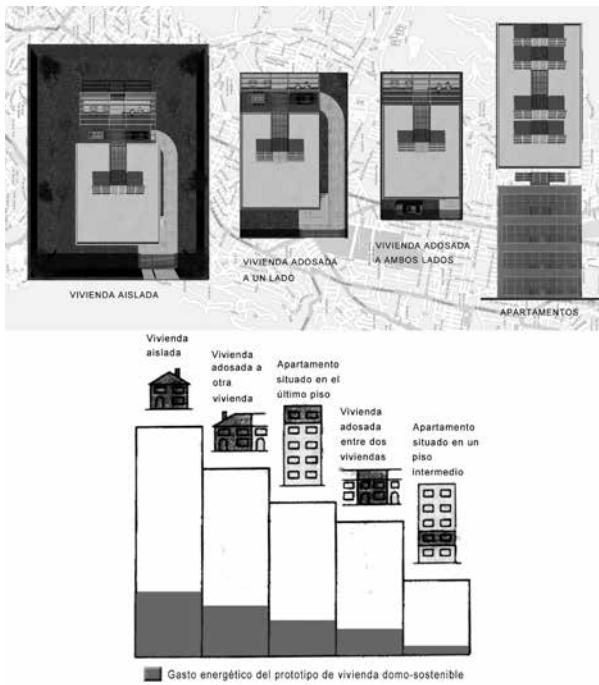 VIVIENDA AISLADA
VIVIENDA ADOSADA
A UN LADO
VIVIENDA ADOSADA
A AMBOS LADOS
APARTAMENTOS
Vivienda
aislada
Vivienda
adosada a
otra
vivienda
Apartamento
situado en el
último piso
Vivienda
adosada
entre dos
viviendas
Apartamento
situado en un
piso
intermedio
Gasto energético del prototipo de vivienda domo-sostenible